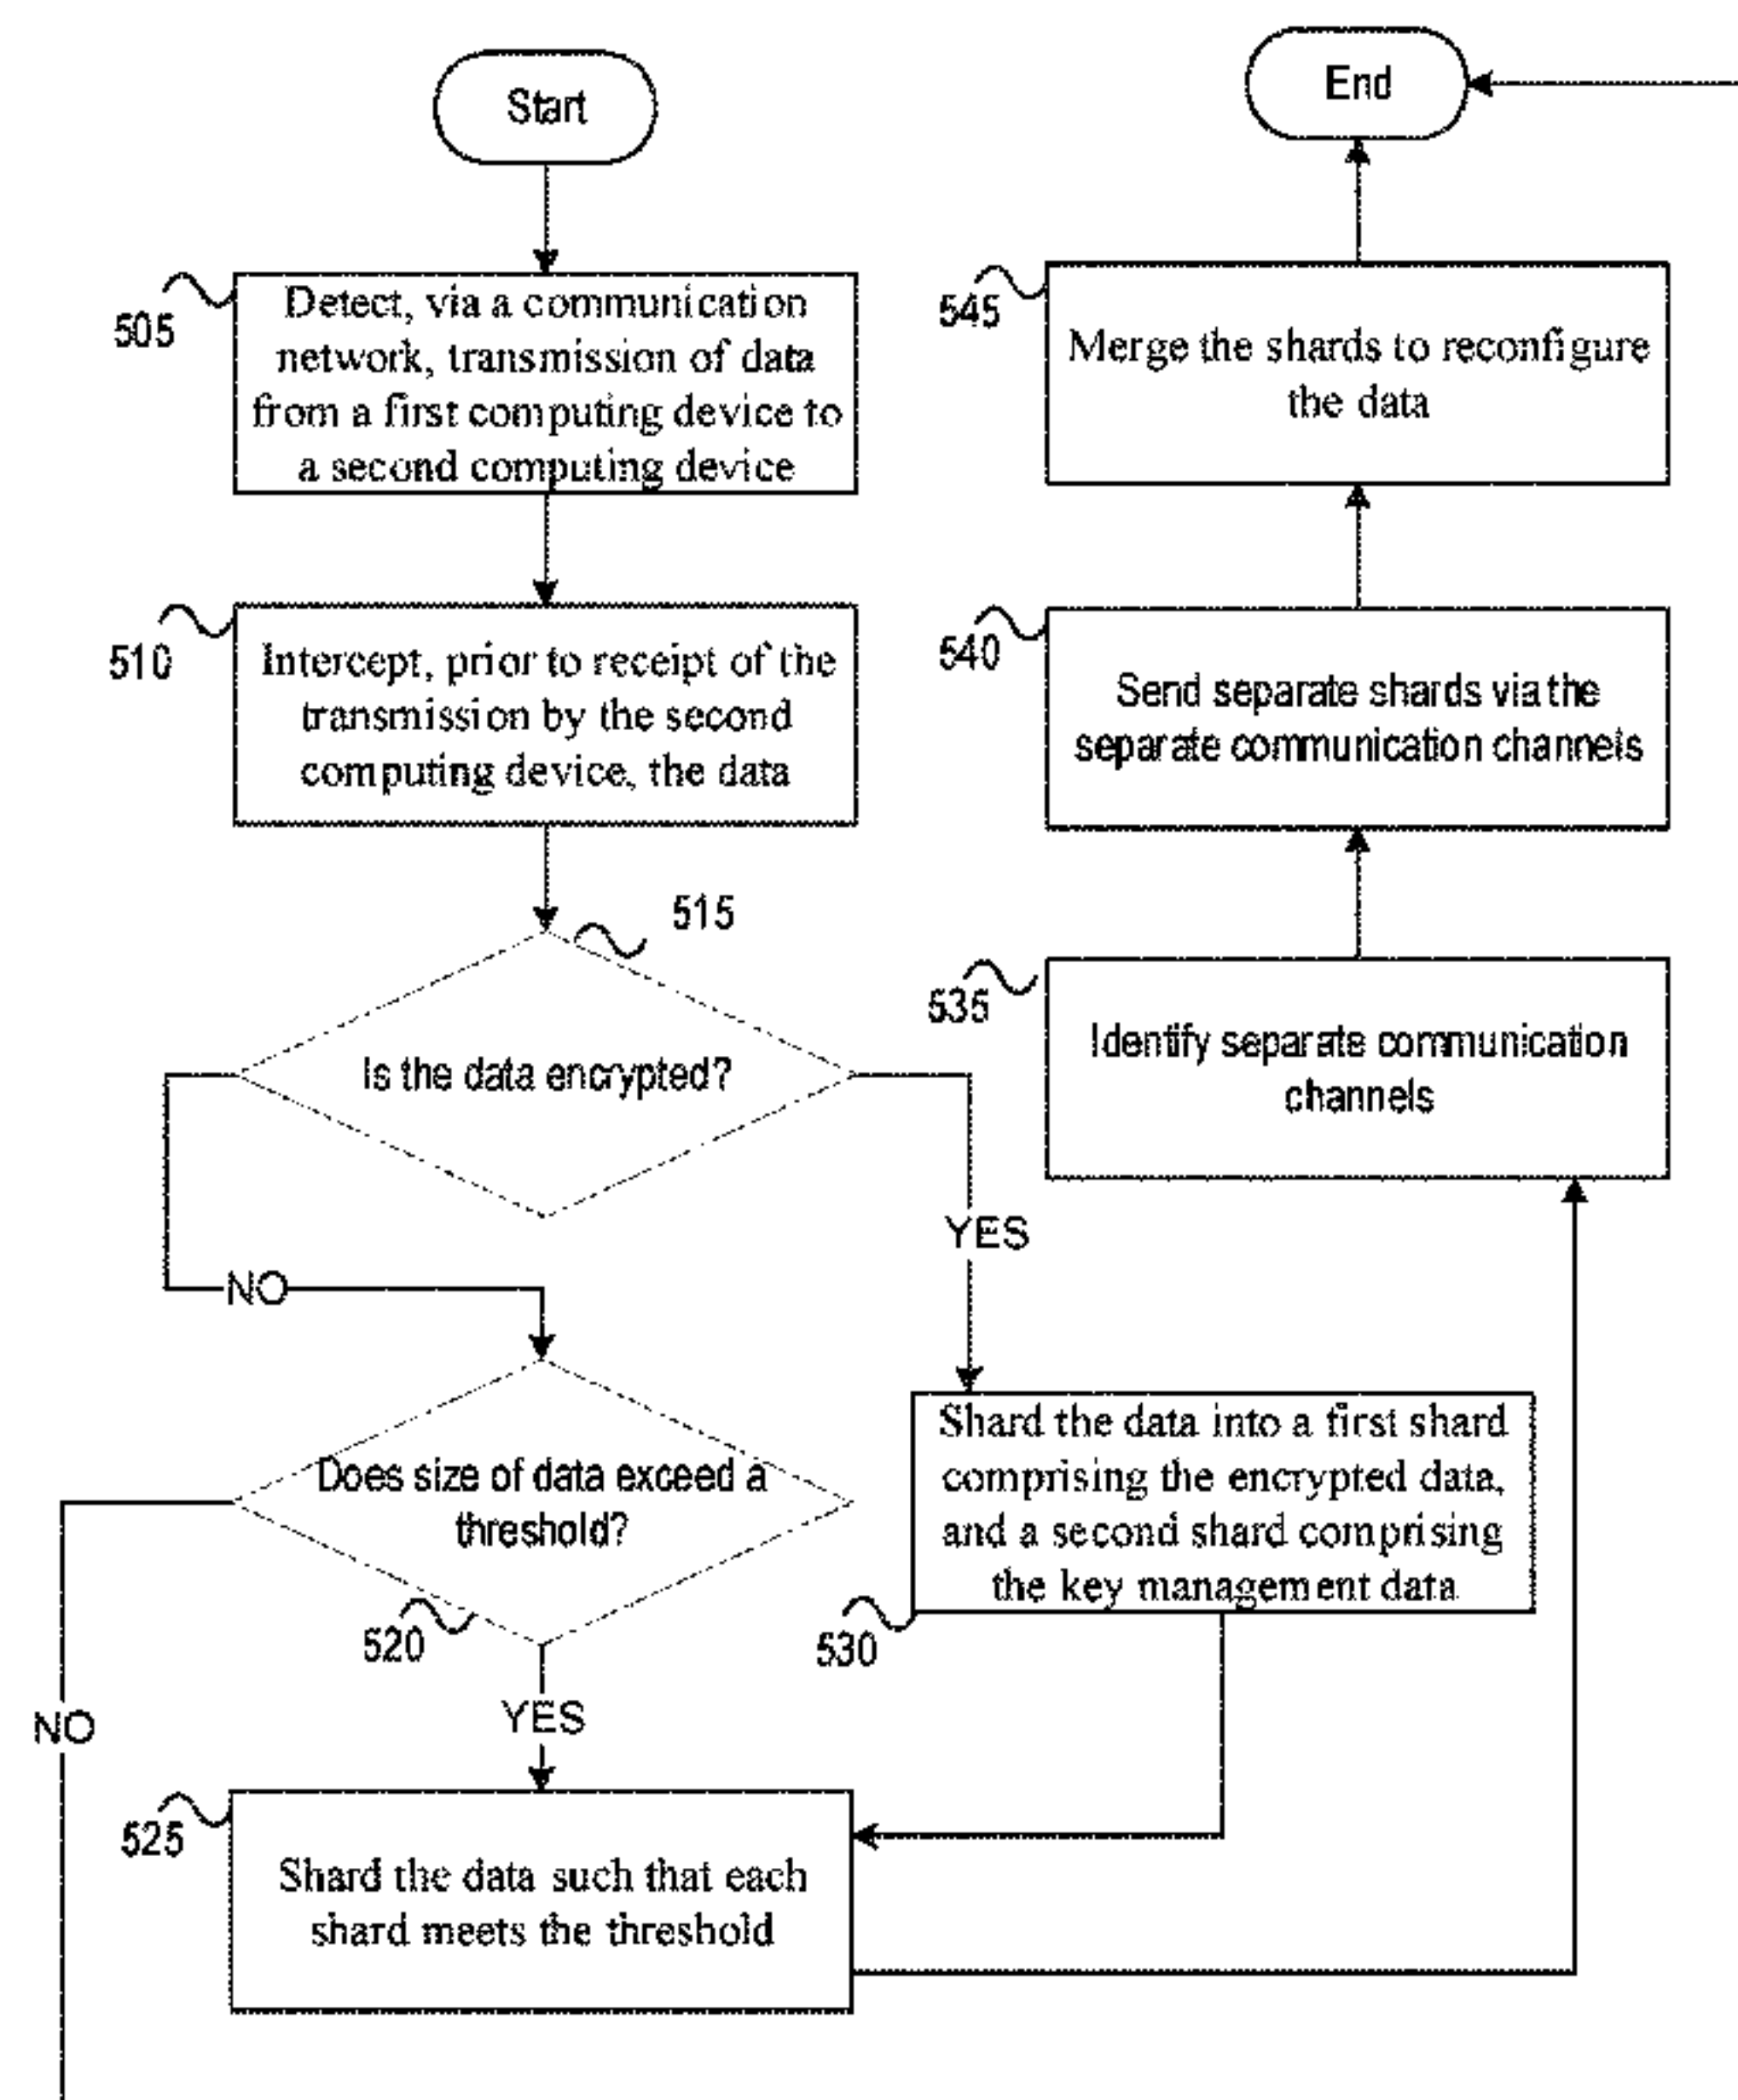 Start
505
Detect, via a communication
network, transmission of data
from a first computing device to
a second computing device
510
Intercept, prior to receipt of the
transmission by the second
computing device, the data
515
Is the data encrypted?
NO
YES
Does size of data exceed a
threshold?
520
NO
YES
525
Shard the data such that each
shard meets the threshold
530
Shard the data into a first shard
comprising the encrypted data,
and a second shard comprising
the key management data
535
Identify separate communication
channels
540
Send separate shards via the
separate communication channels
545
Merge the shards to reconfigure
the data
End